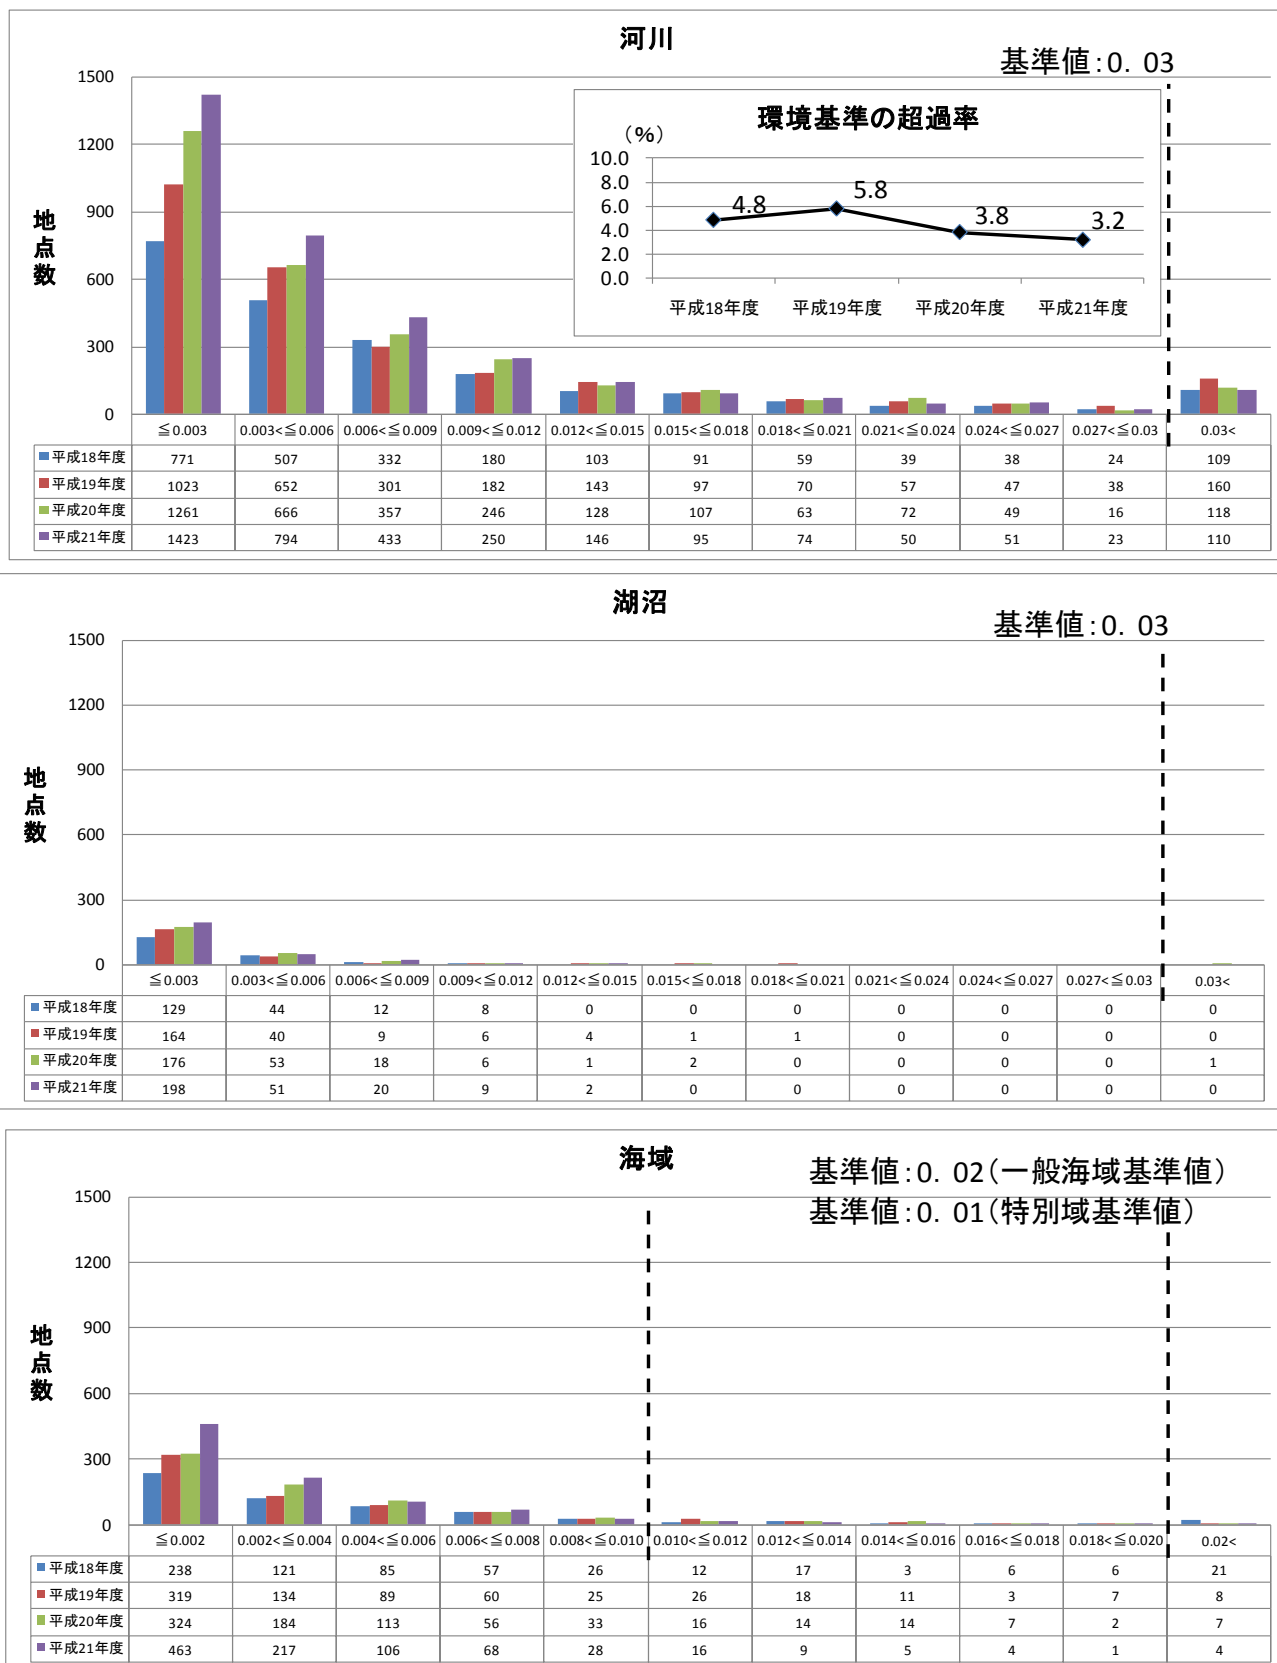 河川
基準値：0．03
1500
1200
900
600
300
0
地点数
環境基準の超過率
（%）
10.0
8.0
6.0
4.0
2.0
0.0
4.8
5.8
3.8
3.2
平成18年度 平成19年度 平成20年度 平成21年度
≦0.003 0.003<≦0.006 0.006<≦0.009 0.009<≦0.012 0.012<≦0.015 0.015<≦0.018 0.018<≦0.021 0.021<≦0.024 0.024<≦0.027 0.027<≦0.03 0.03<
平成18年度 771 507 332 180 103 91 59 39 38 24 109
平成19年度 1023 652 301 182 143 97 70 57 47 38 160
平成20年度 1261 666 357 246 128 107 63 72 49 16 118
平成21年度 1423 794 433 250 146 95 74 50 51 23 110
湖沼
基準値：0．03
1500
1200
900
600
300
0
地点数
≦0.003 0.003<≦0.006 0.006<≦0.009 0.009<≦0.012 0.012<≦0.015 0.015<≦0.018 0.018<≦0.021 0.021<≦0.024 0.024<≦0.027 0.027<≦0.03 0.03<
平成18年度 129 44 12 8 0 0 0 0 0 0 0
平成19年度 164 40 9 6 4 1 1 0 0 0 0
平成20年度 176 53 18 6 1 2 0 0 0 0 1
平成21年度 198 51 20 9 2 0 0 0 0 0 0
海域
基準値：0．02（一般海域基準値）
基準値：0．01（特別域基準値）
1500
1200
900
600
300
0
地点数
≦0.002 0.002<≦0.004 0.004<≦0.006 0.006<≦0.008 0.008<≦0.010 0.010<≦0.012 0.012<≦0.014 0.014<≦0.016 0.016<≦0.018 0.018<≦0.020 0.02<
平成18年度 238 121 85 57 26 12 17 3 6 6 21
平成19年度 319 134 89 60 25 26 18 11 3 7 8
平成20年度 324 184 113 56 33 16 14 14 7 2 7
平成21年度 463 217 106 68 28 16 9 5 4 1 4